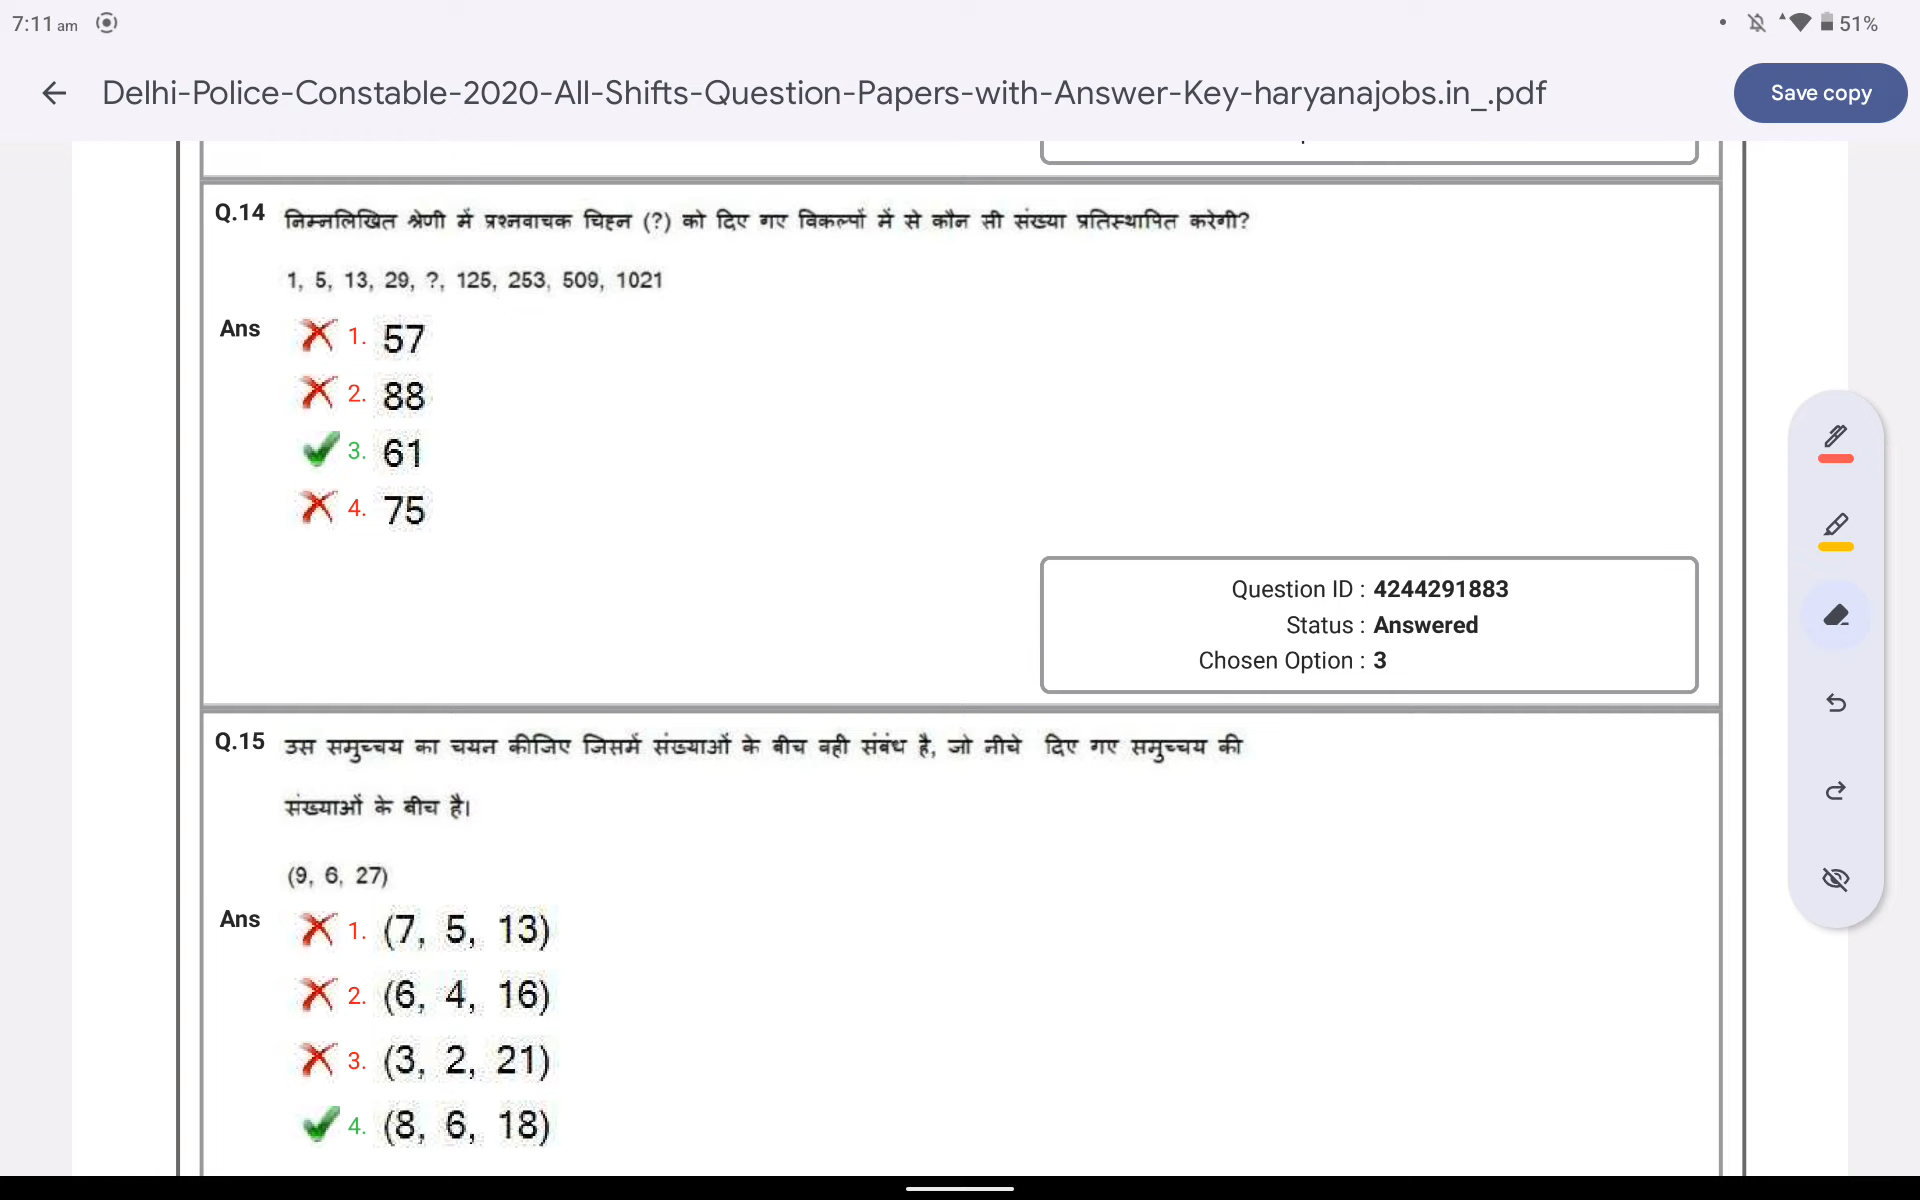 7:11 am
51%
Delhi-Police-Constable-2020-All-Shifts-Question-Papers-with-Answer-Key-haryanajobs.in_.pdf
Save copy
Q.14 निम्नलिखित श्रेणी में प्रश्नवाचक चिह्न (?) को दिए गए विकल्पों में से कौन सी संख्या प्रतिस्थापित करेगी?
1, 5, 13, 29, ?, 125, 253, 509, 1021
Ans 1. 57
2. 88
3. 61
4. 75
Question ID : 4244291883
Status : Answered
Chosen Option : 3
Q.15 उस समुच्चय का चयन कीजिए जिसमें संख्याओं के बीच वही संबंध है, जो नीचे दिए गए समुच्चय की
संख्याओं के बीच है।
(9, 6, 27)
Ans 1. (7, 5, 13)
2. (6, 4, 16)
3. (3, 2, 21)
4. (8, 6, 18)